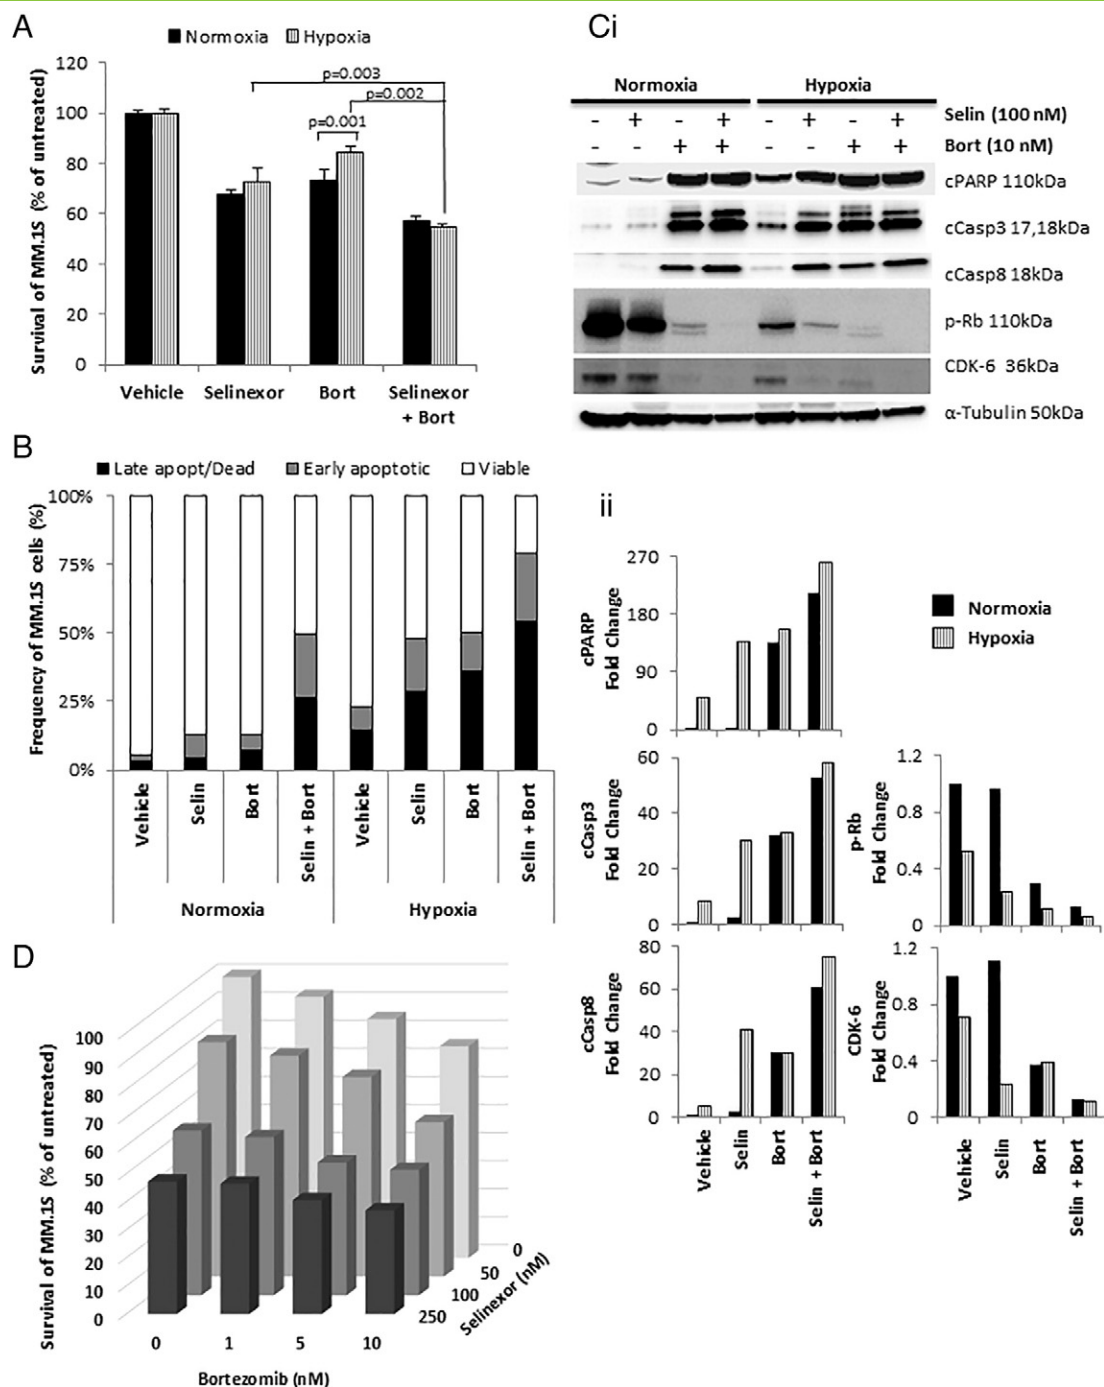 A
Normoxia Hypoxia
Survival of MM.1S (% of untreated)
120
100
80
60
40
20
0
p=0.003
p=0.002
p=0.001
Vehicle Selinexor Bort Selinexor
+ Bort
Ci
Normoxia Hypoxia
- + - + - + - + Selin (100 nM)
- - + + - - + + Bort (10 nM)
cPARP 110kDa
cCasp3 17,18kDa
cCasp8 18kDa
p-Rb 110kDa
CDK-6 36kDa
α-Tubulin 50kDa
B
Late apopt/Dead Early apoptotic Viable
Frequency of MM.1S cells (%)
100%
75%
50%
25%
0%
Vehicle
Selin
Bort
Selin + Bort
Vehicle
Selin
Bort
Selin + Bort
Normoxia Hypoxia
ii
Normoxia
Hypoxia
cPARP
Fold Change
270
180
90
0
cCasp3
Fold Change
60
40
20
0
p-Rb
Fold Change
1.2
0.8
0.4
0
cCasp8
Fold Change
80
60
40
20
0
Vehicle
Selin
Bort
Selin + Bort
CDK-6
Fold Change
1.2
0.8
0.4
0
Vehicle
Selin
Bort
Selin + Bort
D
Survival of MM.1S (% of untreated)
100
90
80
70
60
50
40
30
20
10
0
0 1 5 10
Bortezomib (nM)
0
50
100
250
Selinexor (nM)